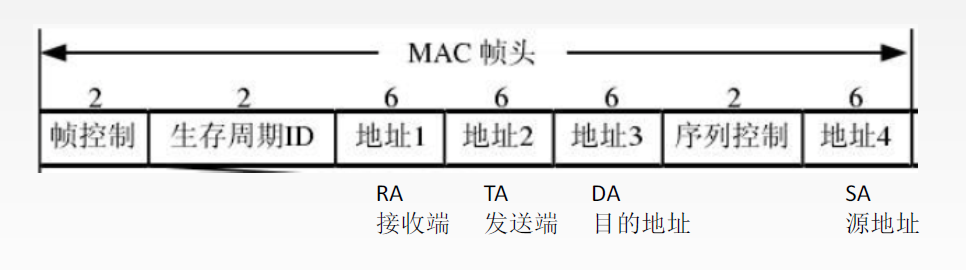 MAC 帧头
2 2 6 6 6 2 6
帧控制 生存周期ID 地址1 地址2 地址3 序列控制 地址4
RA TA DA SA
接收端 发送端 目的地址 源地址